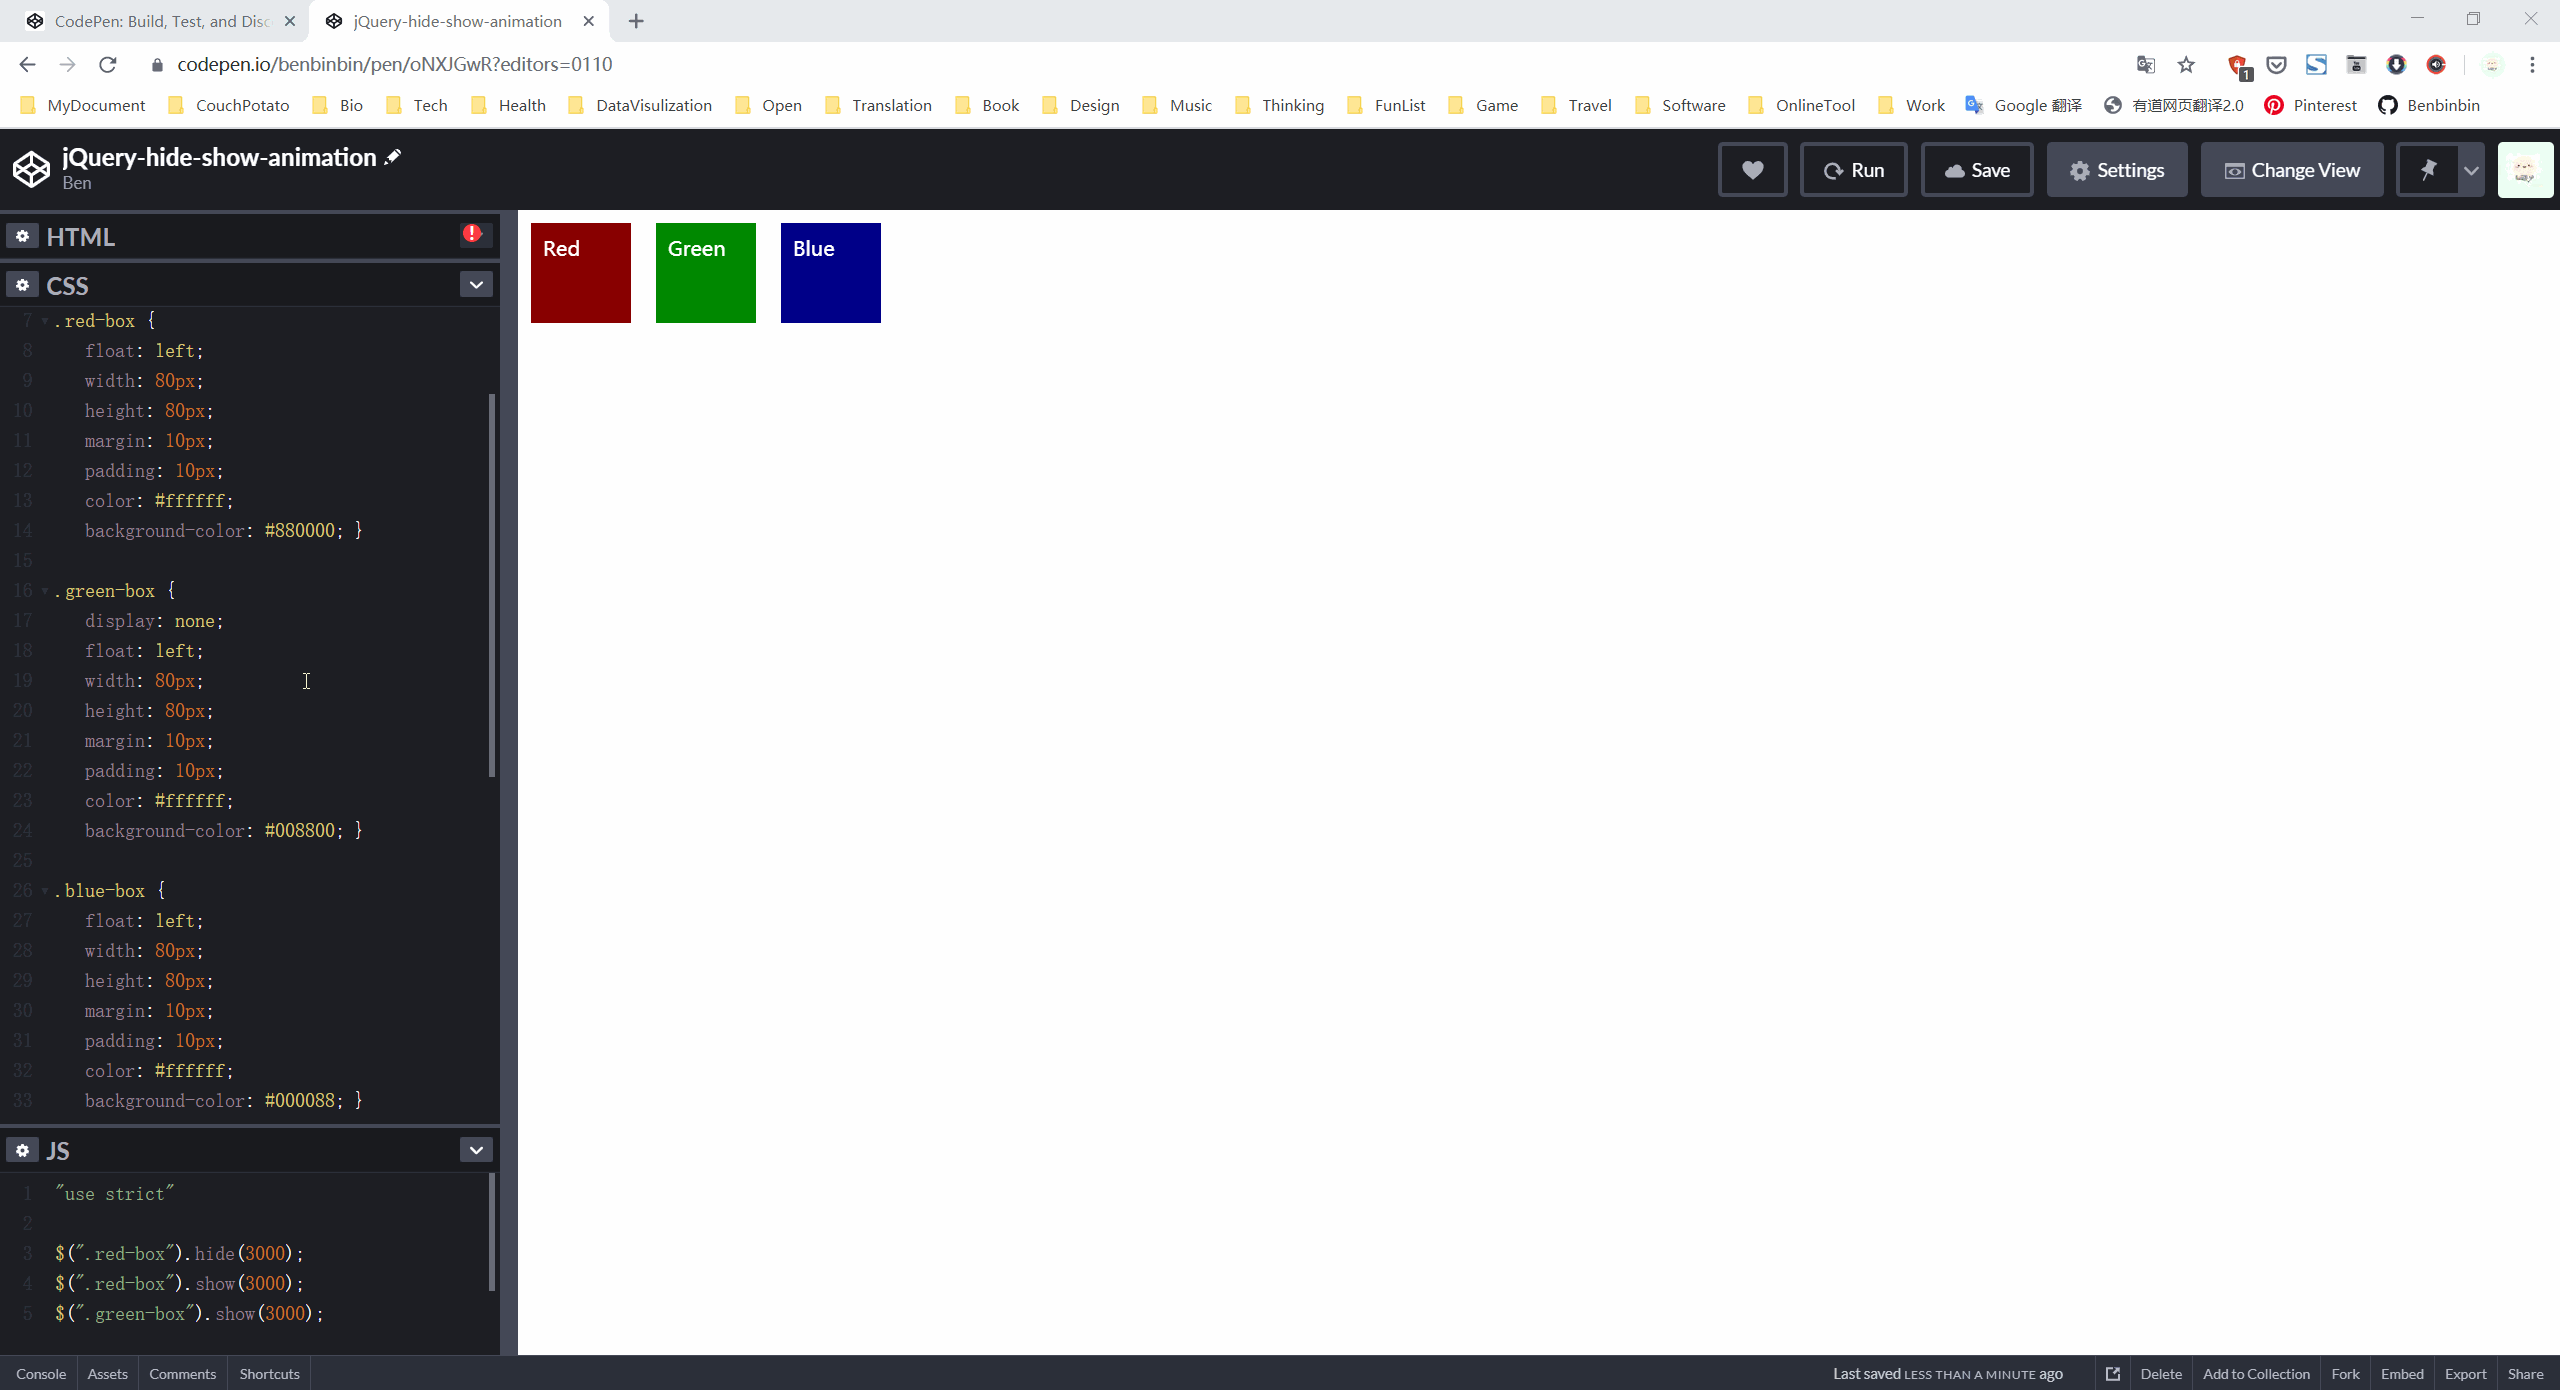 CodePen: Build, Test, and Disc
jQuery-hide-show-animation
codepen.io/benbinbin/pen/oNXJGwR?editors=0110
1
MyDocument CouchPotato Bio Tech Health DataVisulization Open Translation Book Design Music Thinking FunList Game Travel Software OnlineTool Work Google 翻译 有道网页翻译2.0 Pinterest Benbinbin
jQuery-hide-show-animation
Ben
Run Save Settings Change View
HTML
CSS
7 .red-box {
8 float: left;
9 width: 80px;
10 height: 80px;
11 margin: 10px;
12 padding: 10px;
13 color: #ffffff;
14 background-color: #880000; }
15
16 .green-box {
17 display: none;
18 float: left;
19 width: 80px;
20 height: 80px;
21 margin: 10px;
22 padding: 10px;
23 color: #ffffff;
24 background-color: #008800; }
25
26 .blue-box {
27 float: left;
28 width: 80px;
29 height: 80px;
30 margin: 10px;
31 padding: 10px;
32 color: #ffffff;
33 background-color: #000088; }
JS
1 "use strict"
2
3 $(".red-box").hide(3000);
4 $(".red-box").show(3000);
5 $(".green-box").show(3000);
Red Green Blue
Console Assets Comments Shortcuts
Last saved LESS THAN A MINUTE ago
Delete Add to Collection Fork Embed Export Share